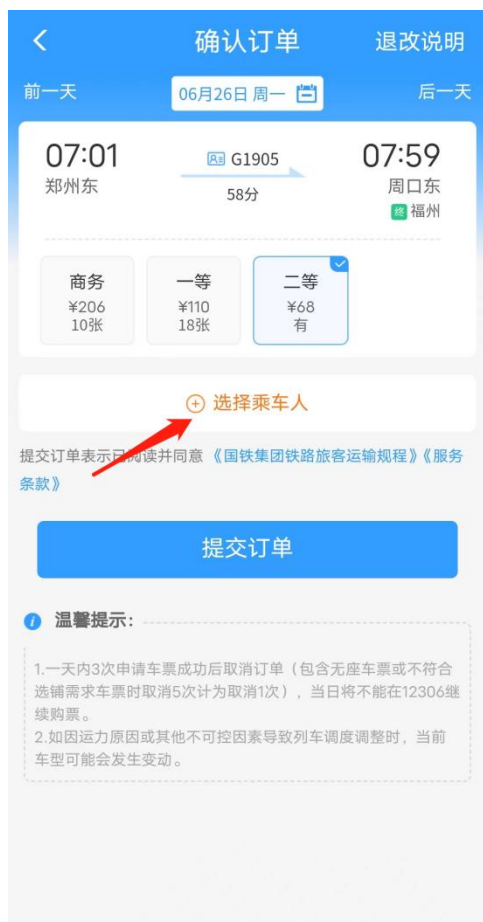 确认订单
退改说明
前一天
06月26日 周一
后一天
07:01
G1905
07:59
郑州东
58分
周口东
终 福州
商务
一等
二等
¥206
¥110
¥68
10张
18张
有
选择乘车人
提交订单表示已阅读并同意 《国铁集团铁路旅客运输规程》《服务
条款》
提交订单
温馨提示：
1.一天内3次申请车票成功后取消订单（包含无座车票或不符合
选铺需求车票时取消5次计为取消1次），当日将不能在12306继
续购票。
2.如因运力原因或其他不可控因素导致列车调度调整时，当前
车型可能会发生变动。